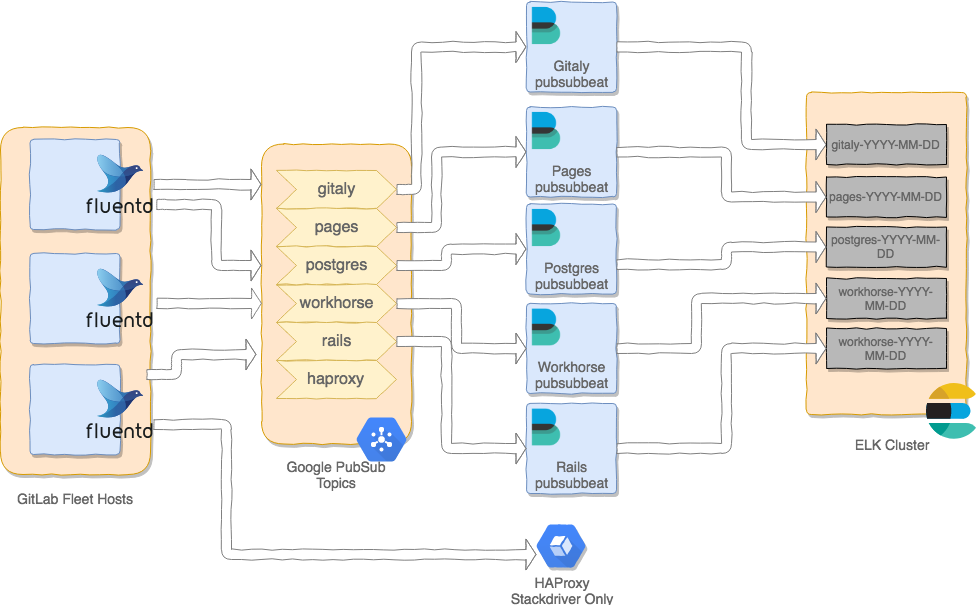 fluentd
fluentd
fluentd
GitLab Fleet Hosts
gitaly
pages
postgres
workhorse
rails
haproxy
Google PubSub
Topics
Gitaly
pubsubbeat
Pages
pubsubbeat
Postgres
pubsubbeat
Workhorse
pubsubbeat
Rails
pubsubbeat
HAProxy
Stackdriver Only
gitaly-YYYY-MM-DD
pages-YYYY-MM-DD
postgres-YYYY-MM-
DD
workhorse-YYYY-
MM-DD
workhorse-YYYY-
MM-DD
ELK Cluster